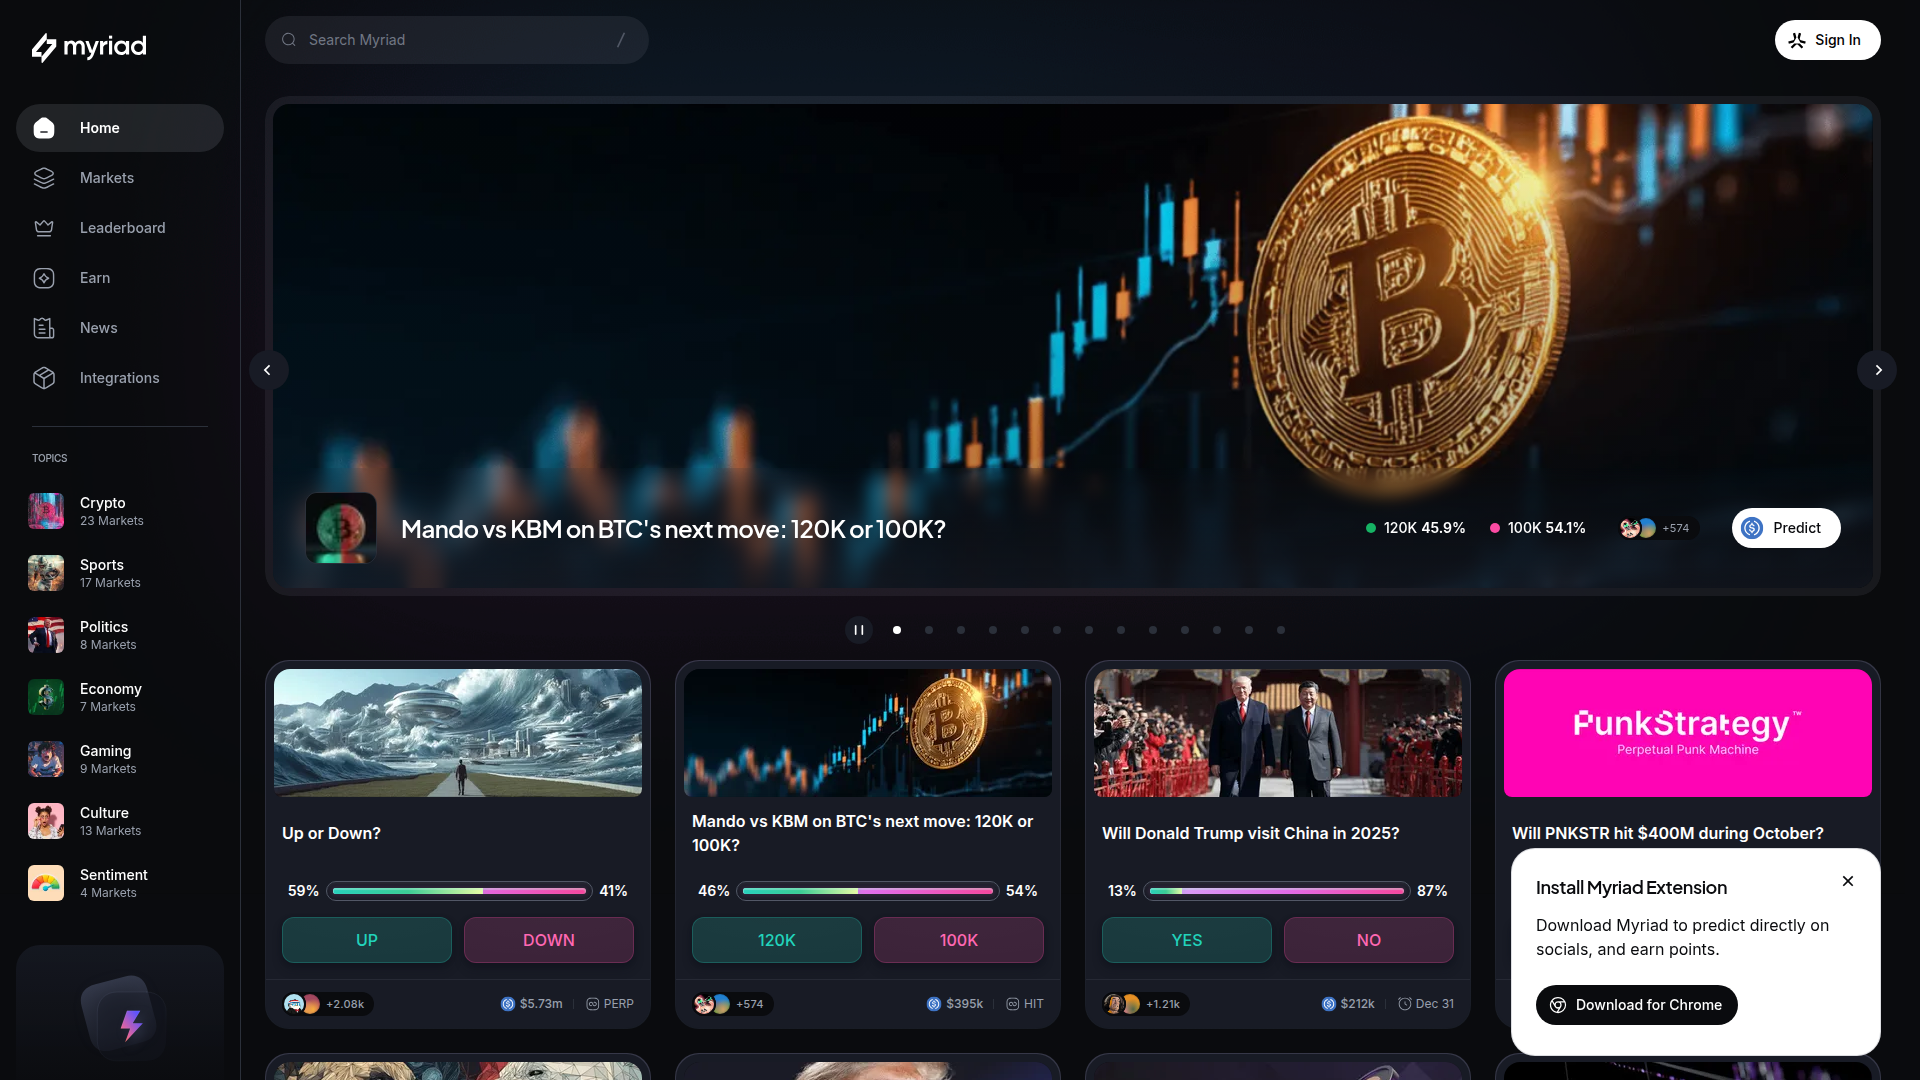 myriad
Search Myriad
/
Sign In
Home
Markets
Leaderboard
Earn
News
Integrations
TOPICS
Crypto
23 Markets
Sports
17 Markets
Politics
8 Markets
Economy
7 Markets
Gaming
9 Markets
Culture
13 Markets
Sentiment
4 Markets
Mando vs KBM on BTC's next move: 120K or 100K?
120K 45.9%
100K 54.1%
+574
Predict
Up or Down?
59%
41%
UP
DOWN
+2.08k
$5.73m
PERP
Mando vs KBM on BTC's next move: 120K or
100K?
46%
54%
120K
100K
+574
$395k
HIT
Will Donald Trump visit China in 2025?
13%
87%
YES
NO
+1.21k
$212k
Dec 31
PunkStrategy™
Perpetual Punk Machine
Will PNKSTR hit $400M during October?
Install Myriad Extension
Download Myriad to predict directly on
socials, and earn points.
Download for Chrome